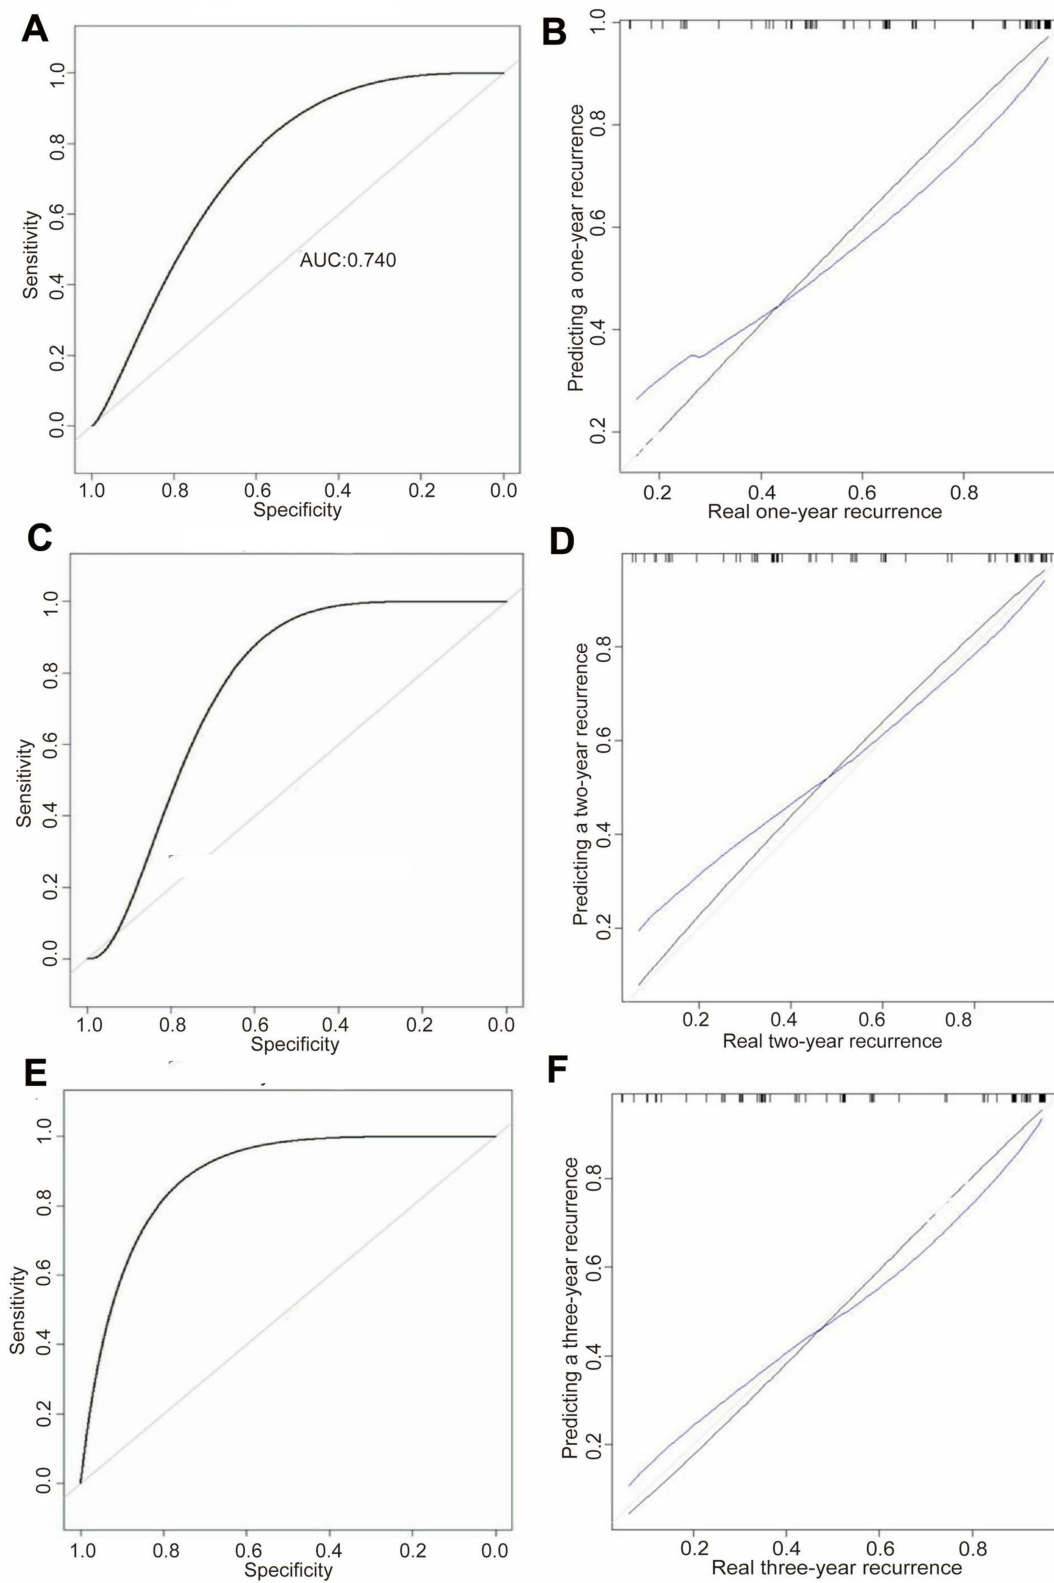 A
1.0
0.8
0.6
0.4
0.2
0.0
Sensitivity
AUC:0.740
1.0 0.8 0.6 0.4 0.2 0.0
Specificity
B
1.0
0.8
0.6
0.4
0.2
Predicting a one-year recurrence
0.2 0.4 0.6 0.8
Real one-year recurrence
C
1.0
0.8
0.6
0.4
0.2
0.0
Sensitivity
1.0 0.8 0.6 0.4 0.2 0.0
Specificity
D
0.8
0.6
0.4
0.2
Predicting a two-year recurrence
0.2 0.4 0.6 0.8
Real two-year recurrence
E
1.0
0.8
0.6
0.4
0.2
0.0
Sensitivity
1.0 0.8 0.6 0.4 0.2 0.0
Specificity
F
0.8
0.6
0.4
0.2
Predicting a three-year recurrence
0.2 0.4 0.6 0.8
Real three-year recurrence